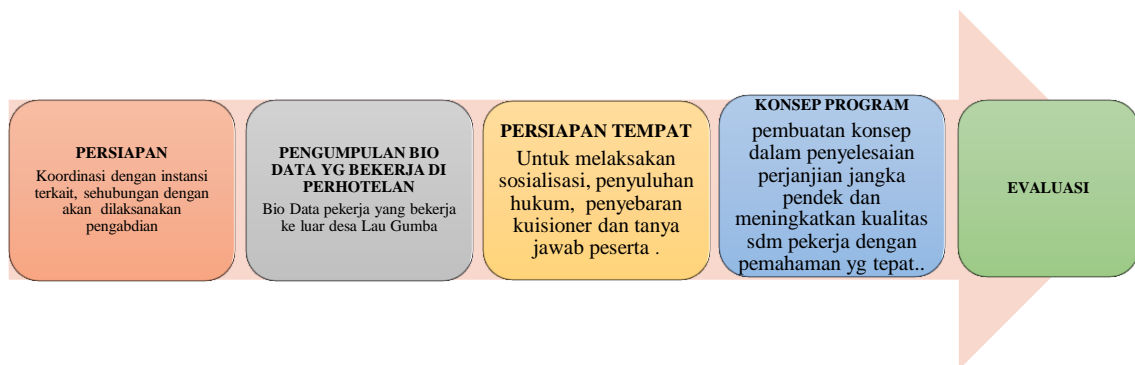 PERSIAPAN
Koordinasi dengan instansi
terkait, sehubungan dengan
akan dilaksanakan
pengabdian
PENGUMPULAN BIO
DATA YG BEKERJA DI
PERHOTELAN
Bio Data pekerja yang bekerja
ke luar desa Lau Gumba
PERSIAPAN TEMPAT
Untuk melaksakan
sosialisasi, penyuluhan
hukum, penyebaran
kuisioner dan tanya
jawab peserta .
KONSEP PROGRAM
pembuatan konsep
dalam penyelesaian
perjanjian jangka
pendek dan
meningkatkan kualitas
sdm pekerja dengan
pemahaman yg tepat..
EVALUASI